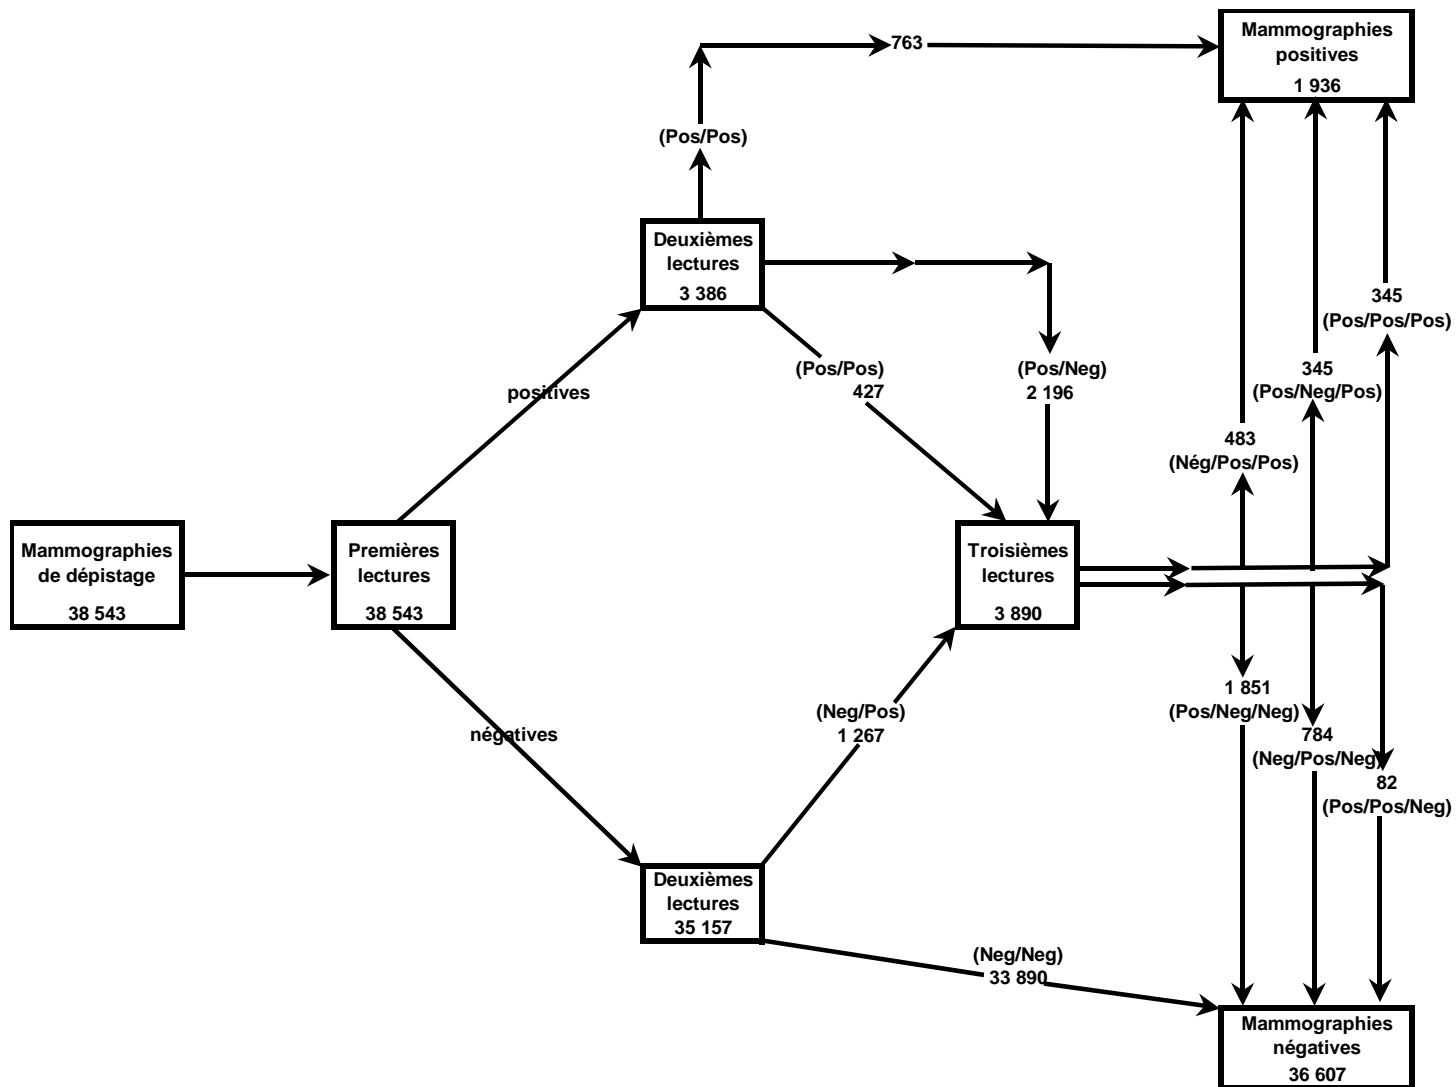 Mammographies
positives
1 936
763
(Pos/Pos)
Deuxièmes
lectures
3 386
345
(Pos/Pos/Pos)
(Pos/Pos)
427
(Pos/Neg)
2 196
345
(Pos/Neg/Pos)
positives
483
(Nég/Pos/Pos)
Mammographies
de dépistage
38 543
Premières
lectures
38 543
Troisièmes
lectures
3 890
1 851
(Pos/Neg/Neg)
(Neg/Pos)
1 267
négatives
784
(Neg/Pos/Neg)
82
(Pos/Pos/Neg)
Deuxièmes
lectures
35 157
(Neg/Neg)
33 890
Mammographies
négatives
36 607